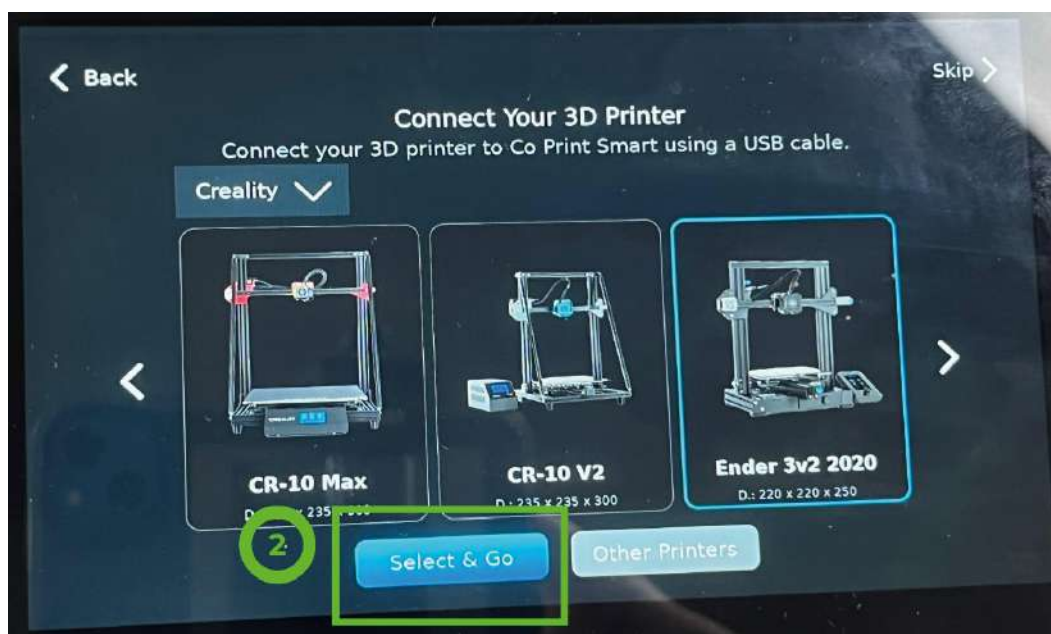 Back
Skip
Connect Your 3D Printer
Connect your 3D printer to Co Print Smart using a USB cable.
Creality
CR-10 Max
CR-10 V2
Ender 3v2 2020
235
D.: 235 x 235 x 300
D.: 220 x 220 x 250
2
Select & Go
Other Printers